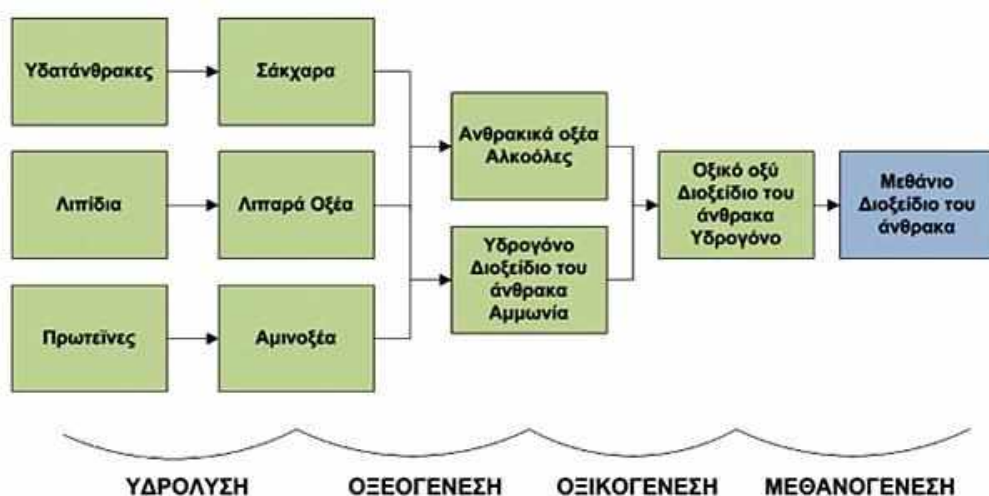 Υδατάνθρακες
Σάκχαρα
Λιπίδια
Λιπαρά Οξέα
Πρωτεϊνες
Αμινοξέα
Ανθρακικά οξέα
Αλκοόλες
Υδρογόνο
Διοξείδιο του
άνθρακα
Αμμωνία
Οξικό οξύ
Διοξείδιο του
άνθρακα
Υδρογόνο
Μεθάνιο
Διοξείδιο του
άνθρακα
ΥΔΡΟΛΥΣΗ
ΟΞΕΟΓΕΝΕΣΗ
ΟΞΙΚΟΓΕΝΕΣΗ
ΜΕΘΑΝΟΓΕΝΕΣΗ